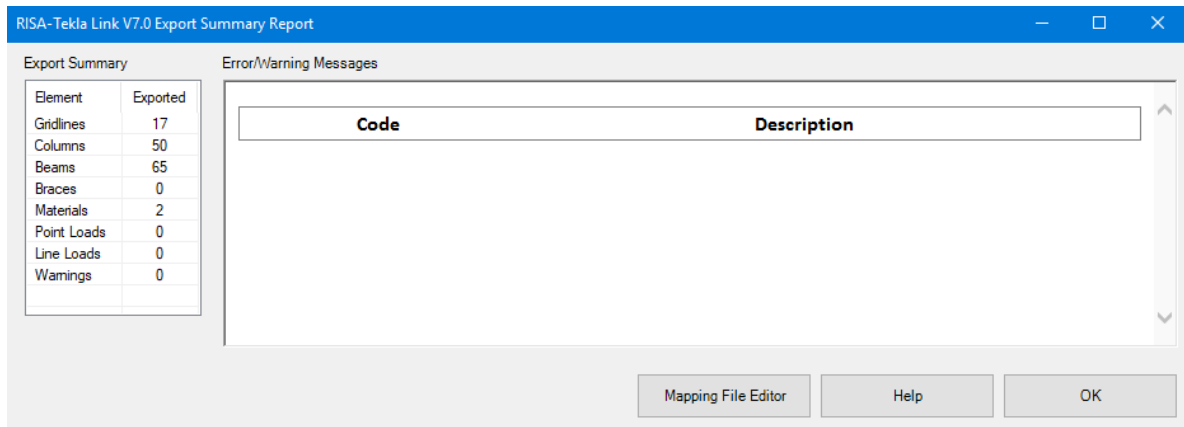 RISA-Tekla Link V7.0 Export Summary Report
Export Summary
Error/Warning Messages
Element Exported
Gridlines 17
Columns 50
Beams 65
Braces 0
Materials 2
Point Loads 0
Line Loads 0
Warnings 0
Code Description
Mapping File Editor Help OK